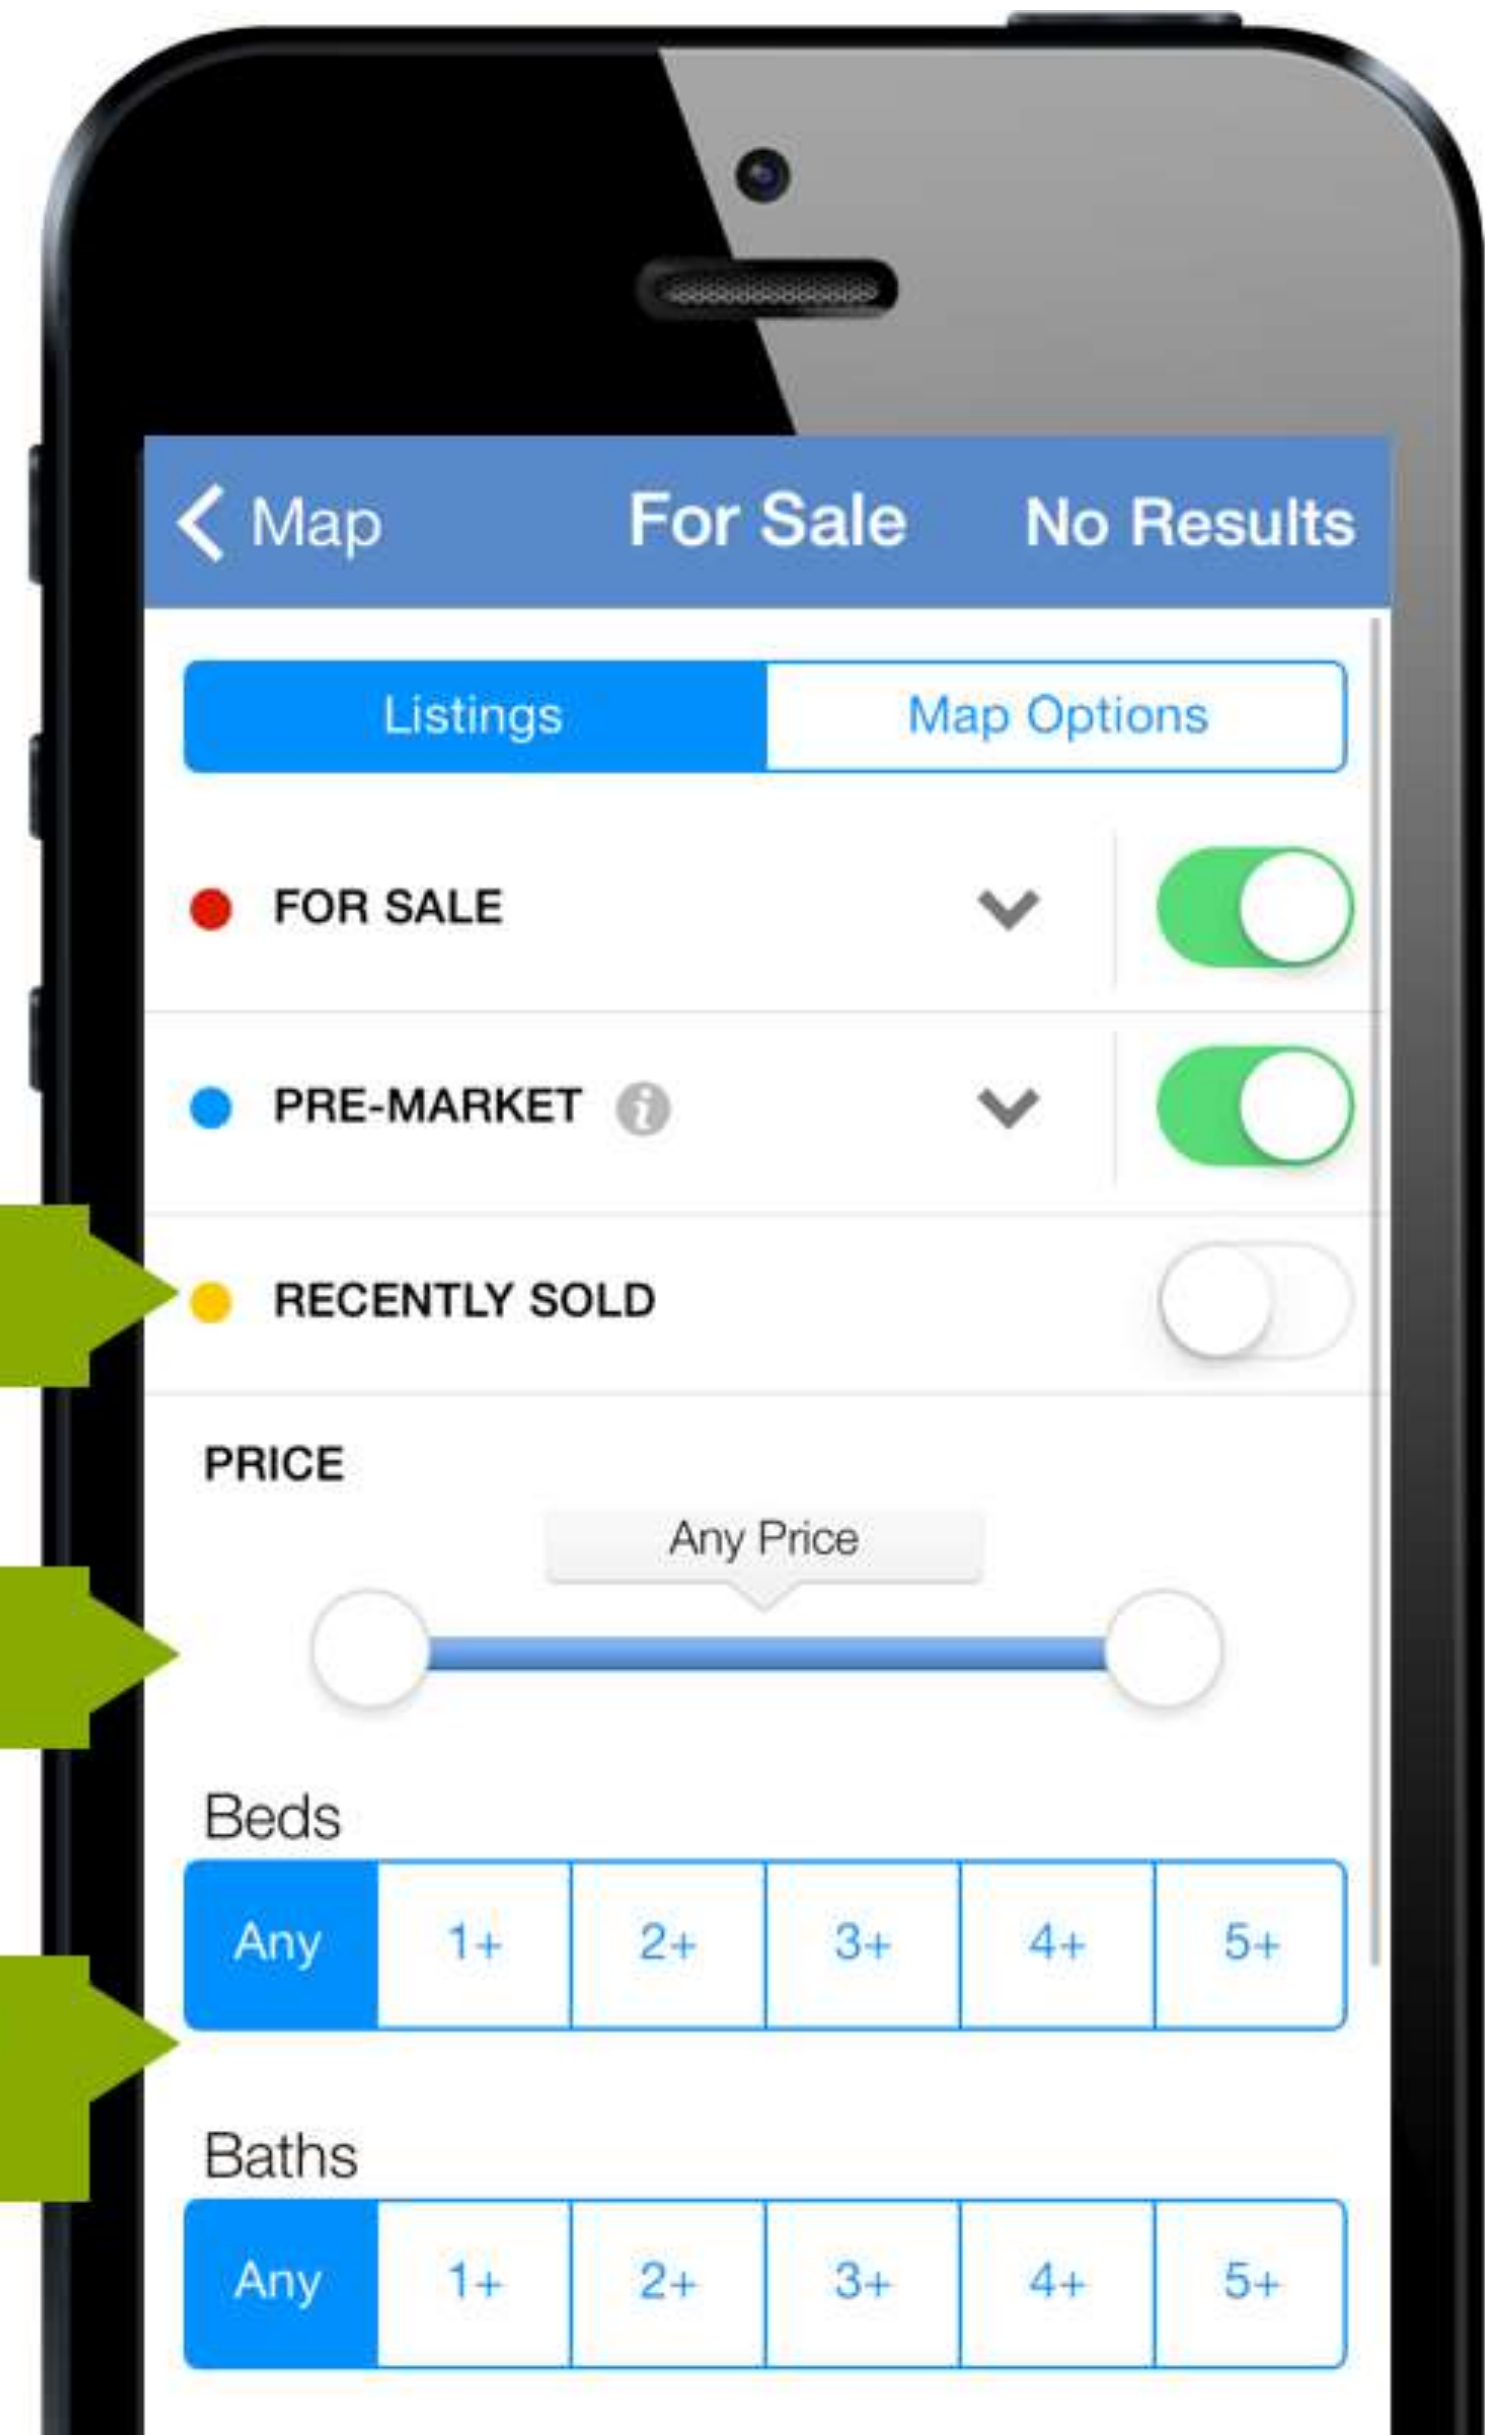 Map For Sale No Results
Listings Map Options
FOR SALE
PRE-MARKET i
RECENTLY SOLD
PRICE
Any Price
Beds
Any 1+ 2+ 3+ 4+ 5+
Baths
Any 1+ 2+ 3+ 4+ 5+